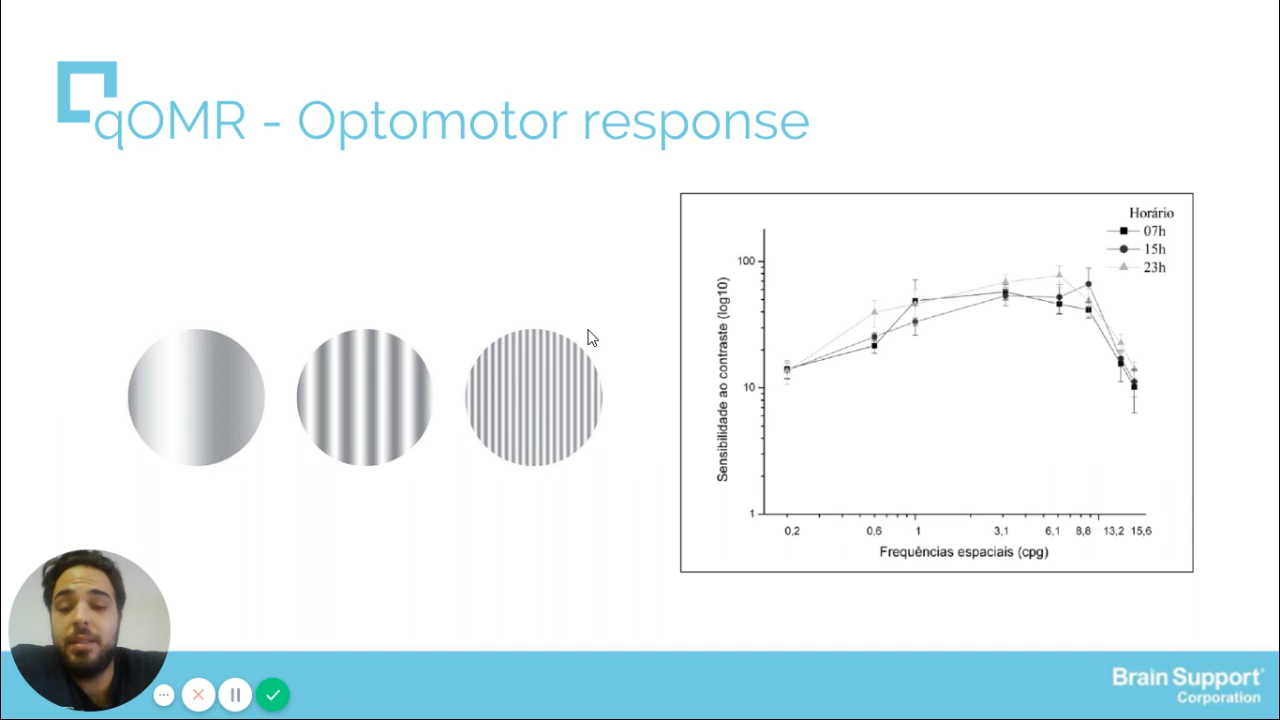 qOMR - Optomotor response
Horário
07h
15h
23h
100
10
1
Sensibilidade ao contraste (log10)
0,2 0,6 1 3,1 6,1 8,8 13,2 15,6
Frequências espaciais (cpg)
Brain Support
Corporation